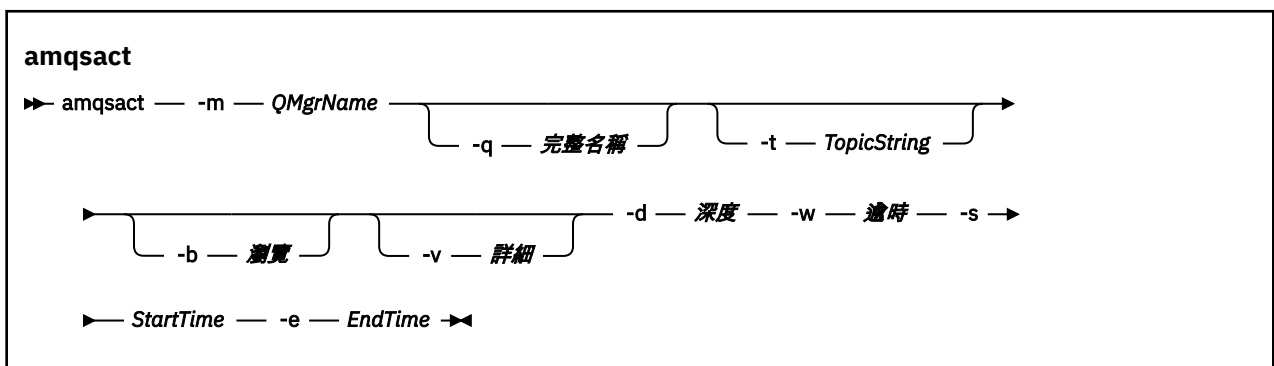 amqsact
amqsact -m QMgrName
-q 完整名稱
-t TopicString
-b 瀏覽
-v 詳細
-d 深度 -w 逾時 -s
StartTime -e EndTime